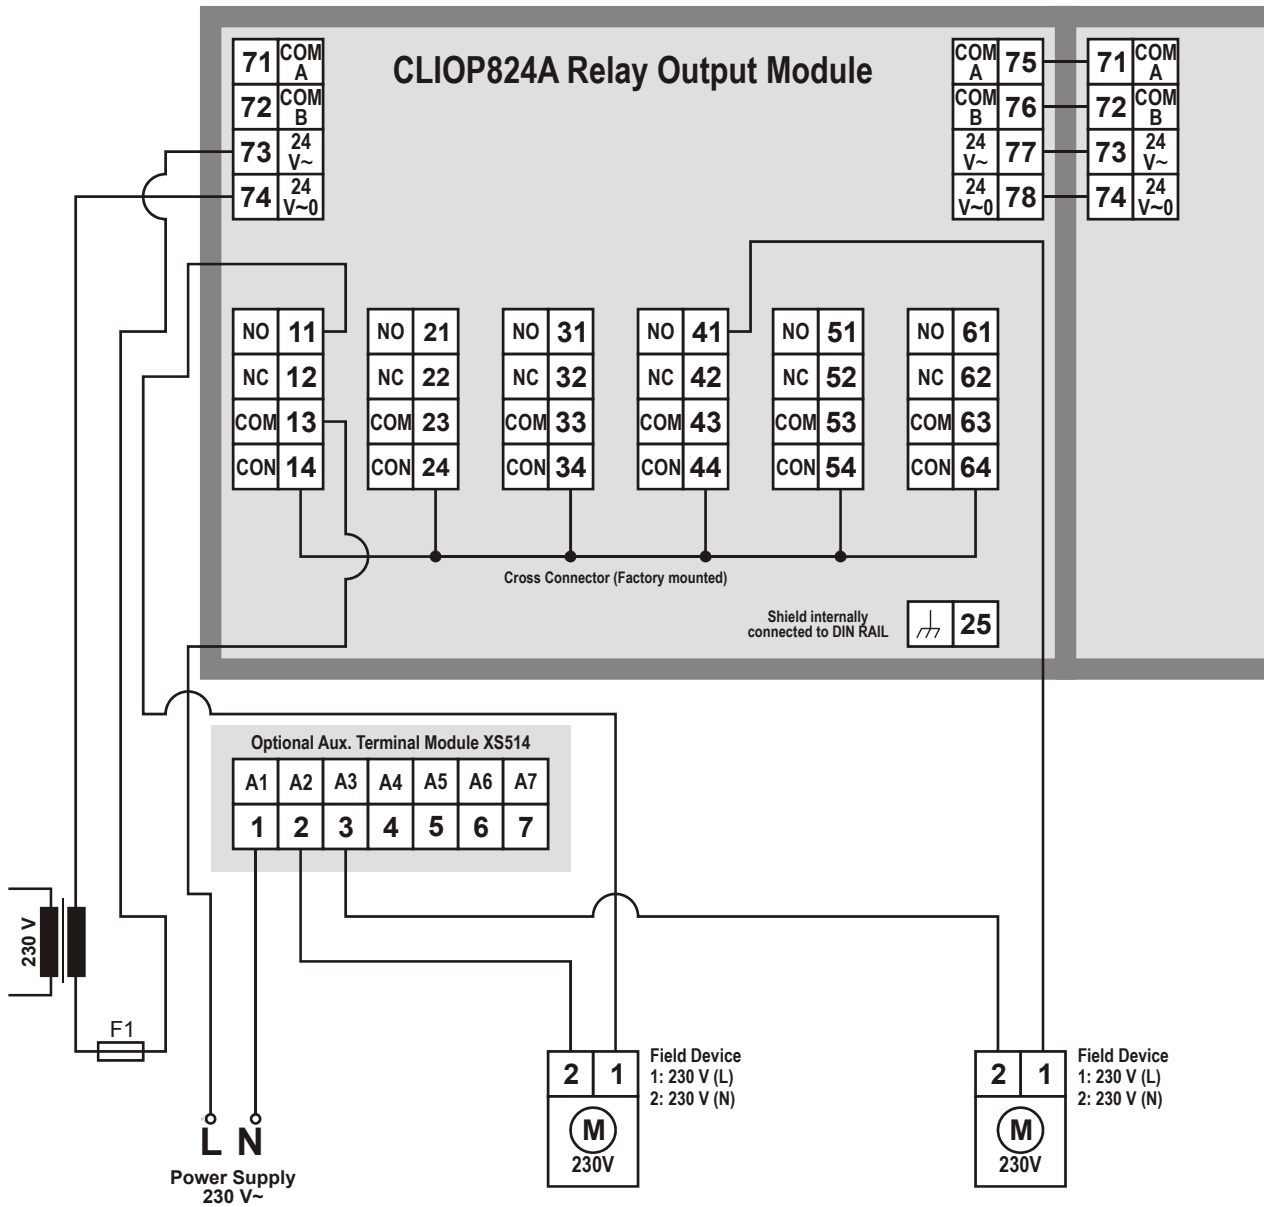 CLIOP824A Relay Output Module
71 COM A
72 COM B
73 24 V~
74 24 V~0
COM A 75
COM B 76
24 V~ 77
24 V~0 78
71 COM A
72 COM B
73 24 V~
74 24 V~0
NO 11 NO 21 NO 31 NO 41 NO 51 NO 61
NC 12 NC 22 NC 32 NC 42 NC 52 NC 62
COM 13 COM 23 COM 33 COM 43 COM 53 COM 63
CON 14 CON 24 CON 34 CON 44 CON 54 CON 64
Cross Connector (Factory mounted)
Shield internally
connected to DIN RAIL
25
Optional Aux. Terminal Module XS514
A1 A2 A3 A4 A5 A6 A7
1 2 3 4 5 6 7
230 V
F1
L N
Power Supply
230 V~
2 1
M
230V
Field Device
1: 230 V (L)
2: 230 V (N)
2 1
M
230V
Field Device
1: 230 V (L)
2: 230 V (N)